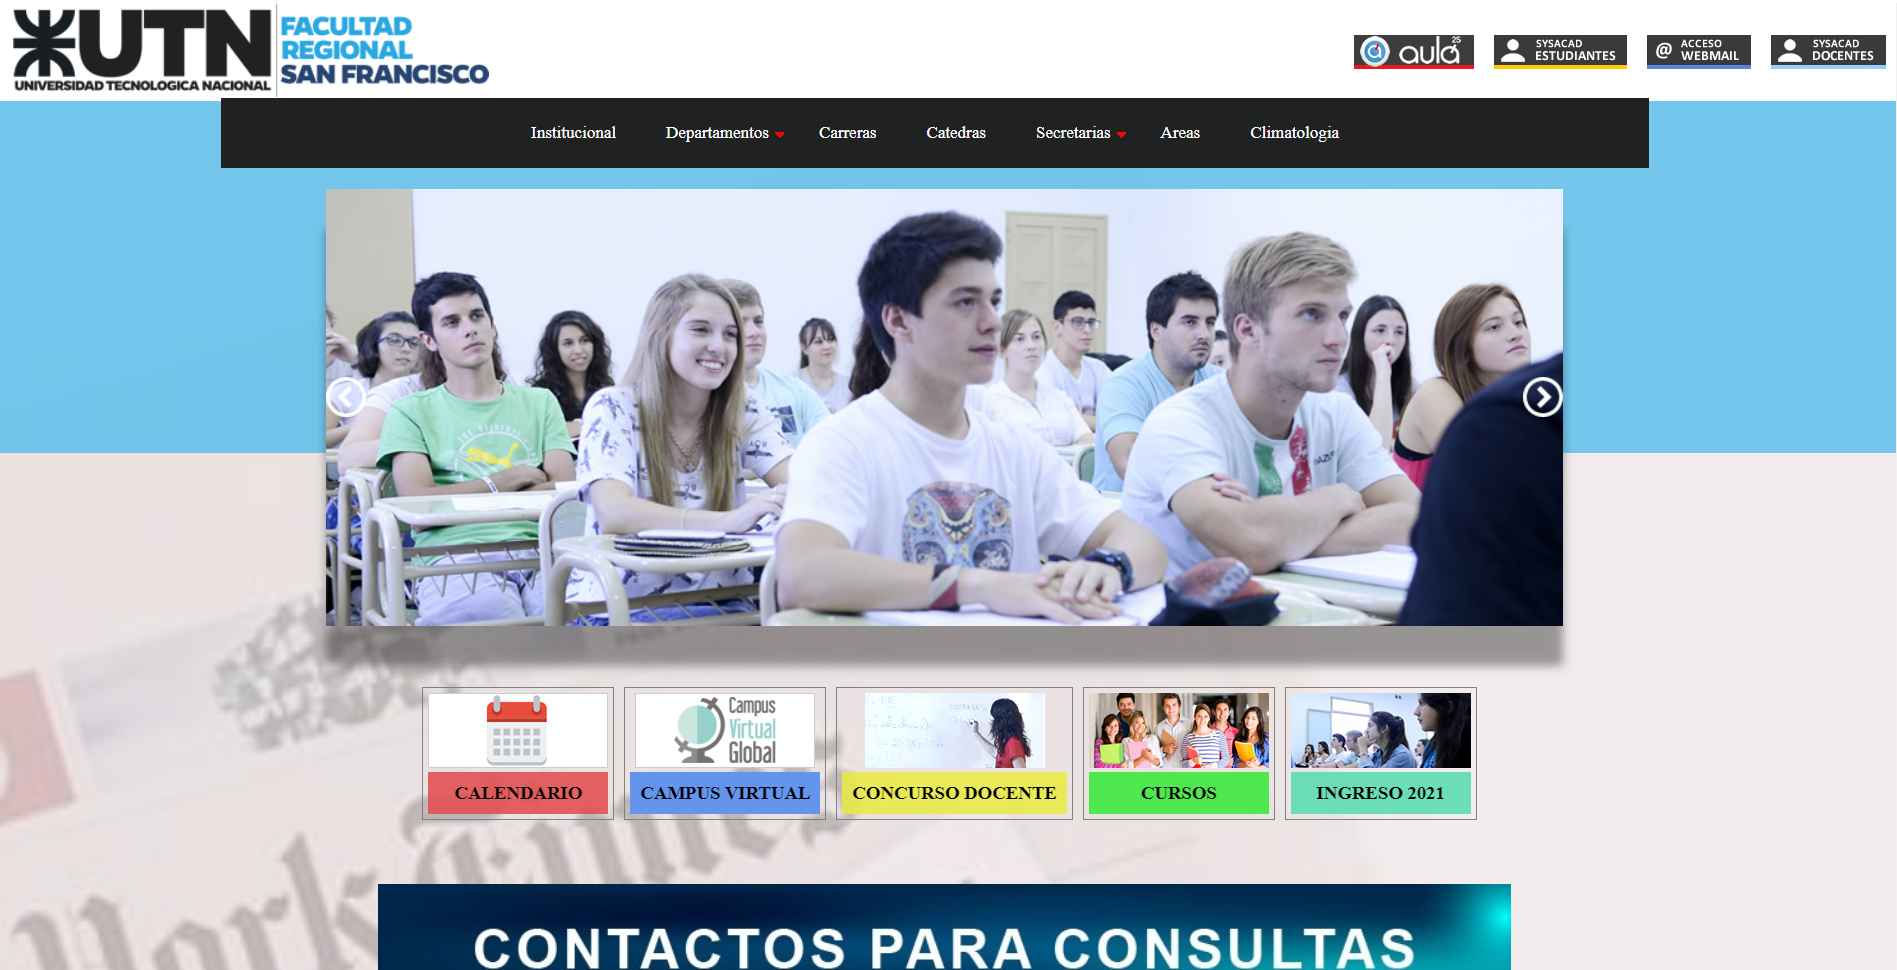 UTN
UNIVERSIDAD TECNOLOGICA NACIONAL
FACULTAD
REGIONAL
SAN FRANCISCO
aula 25
SYSACAD
ESTUDIANTES
@ ACCESO
WEBMAIL
SYSACAD
DOCENTES
Institucional
Departamentos
Carreras
Catedras
Secretarias
Areas
Climatologia
Campus
Virtual
Global
CALENDARIO
CAMPUS VIRTUAL
CONCURSO DOCENTE
CURSOS
INGRESO 2021
CONTACTOS PARA CONSULTAS